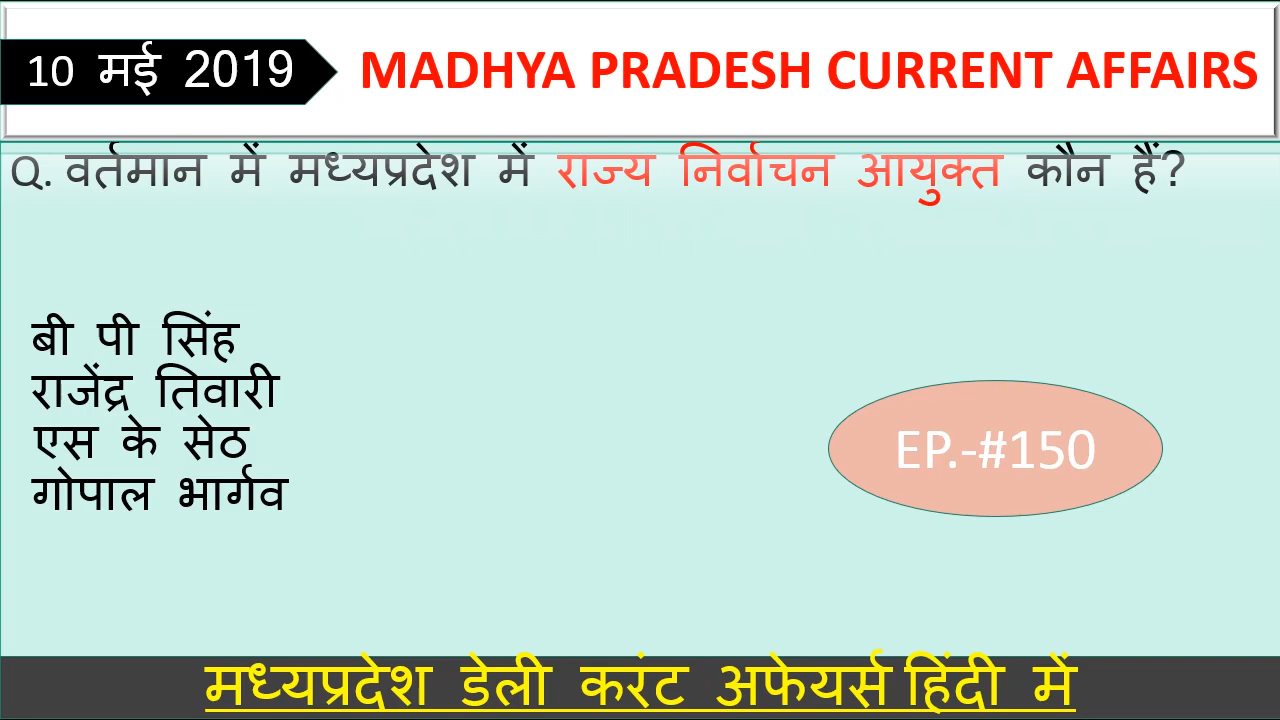 10 मई 2019
MADHYA PRADESH CURRENT AFFAIRS
Q. वर्तमान में मध्यप्रदेश में राज्य निर्वाचन आयुक्त कौन हैं?
बी पी सिंह
राजेंद्र तिवारी
एस के सेठ
गोपाल भार्गव
EP.-#150
मध्यप्रदेश डेली करंट अफेयर्स हिंदी में